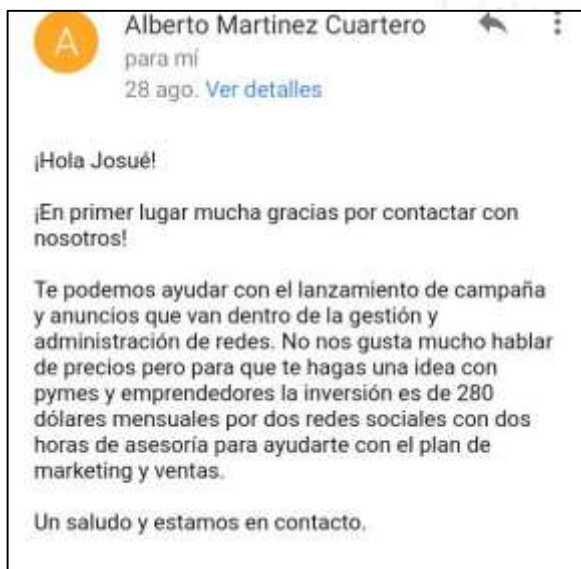 A
Alberto Martinez Cuartero
para mí
28 ago. Ver detalles
¡Hola Josué!
¡En primer lugar mucha gracias por contactar con
nosotros!
Te podemos ayudar con el lanzamiento de campaña
y anuncios que van dentro de la gestión y
administración de redes. No nos gusta mucho hablar
de precios pero para que te hagas una idea con
pymes y emprendedores la inversión es de 280
dólares mensuales por dos redes sociales con dos
horas de asesoría para ayudarte con el plan de
marketing y ventas.
Un saludo y estamos en contacto.